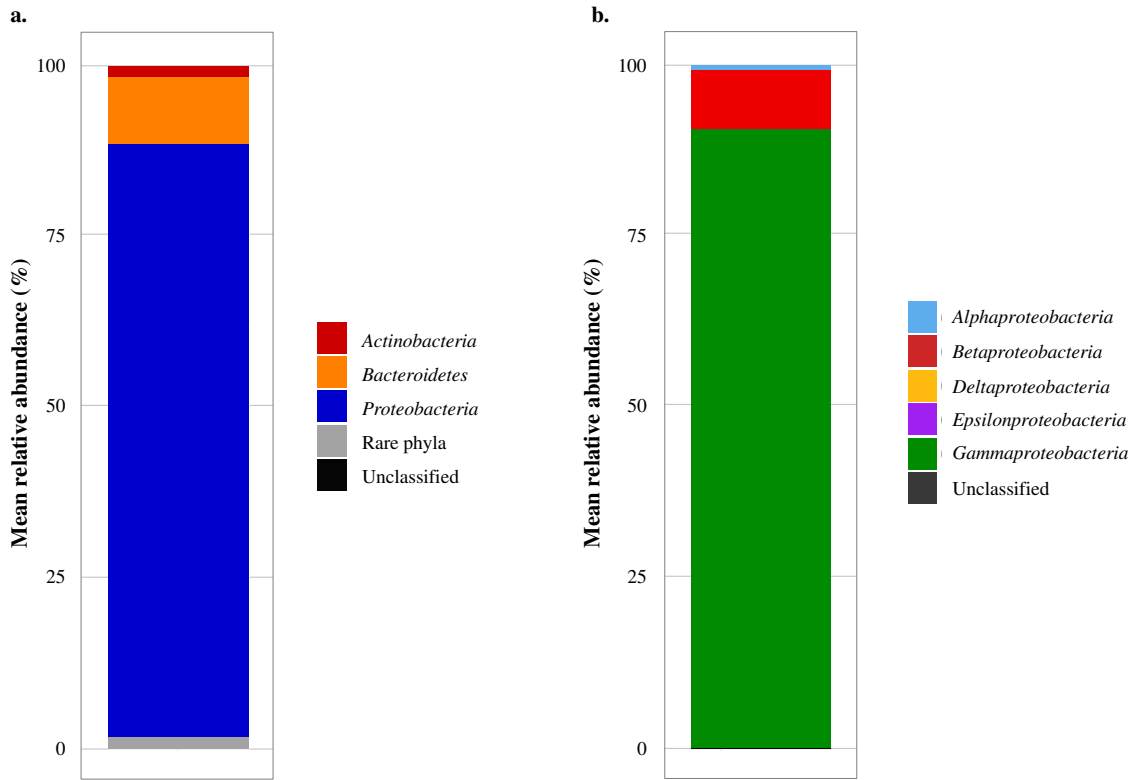 a.
Mean relative abundance (%)
100
75
50
25
0
Actinobacteria
Bacteroidetes
Proteobacteria
Rare phyla
Unclassified
b.
Mean relative abundance (%)
100
75
50
25
0
Alphaproteobacteria
Betaproteobacteria
Deltaproteobacteria
Epsilonproteobacteria
Gammaproteobacteria
Unclassified